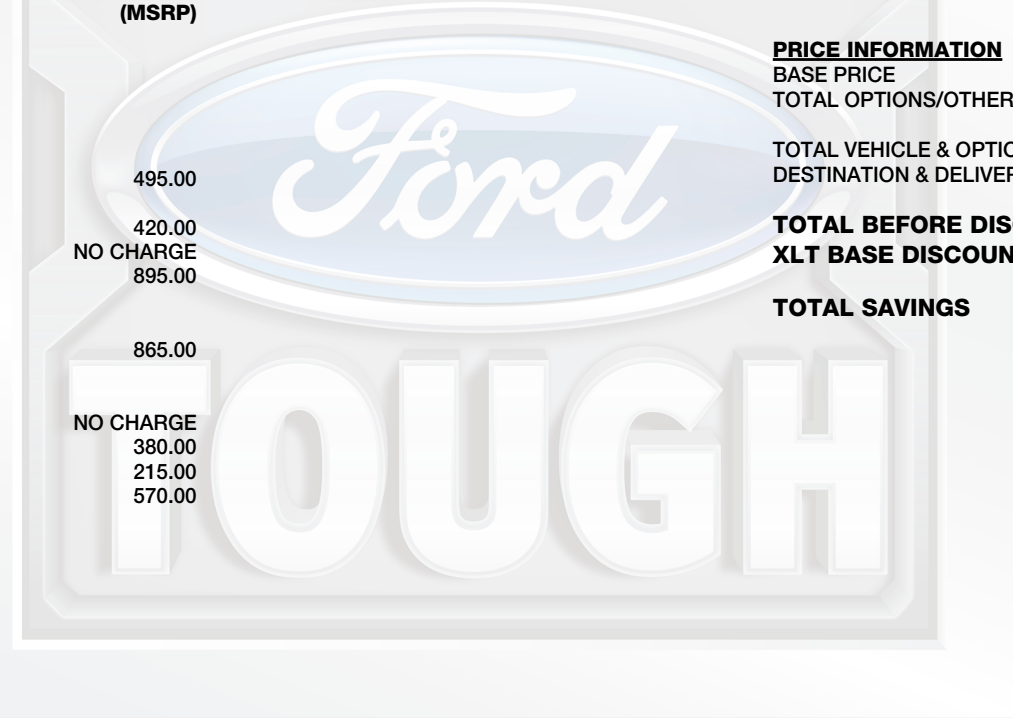 (MSRP)
495.00
420.00
NO CHARGE
895.00
865.00
NO CHARGE
380.00
215.00
570.00
PRICE INFORMATION
BASE PRICE
TOTAL OPTIONS/OTHER
TOTAL VEHICLE & OPTIO
DESTINATION & DELIVER
TOTAL BEFORE DIS
XLT BASE DISCOUN
TOTAL SAVINGS
Ford
TOUGH